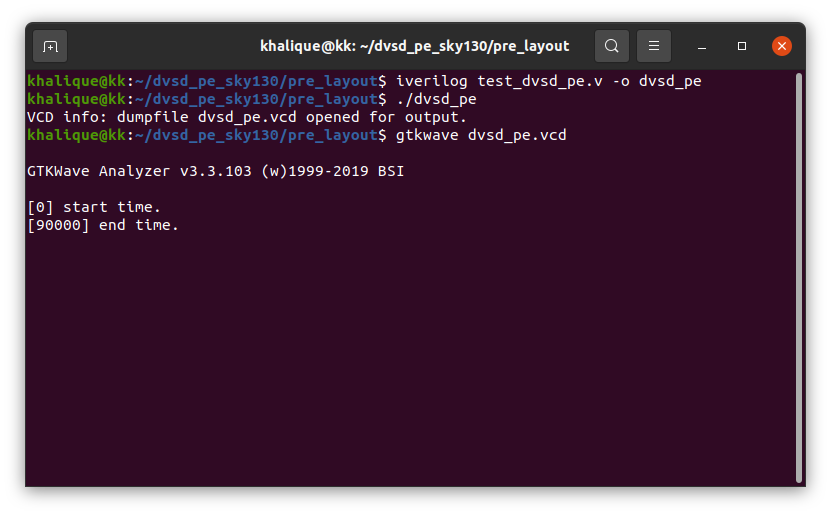 khalique@kk: ~/dvsd_pe_sky130/pre_layout
khalique@kk:~/dvsd_pe_sky130/pre_layout$ iverilog test_dvsd_pe.v -o dvsd_pe
khalique@kk:~/dvsd_pe_sky130/pre_layout$ ./dvsd_pe
VCD info: dumpfile dvsd_pe.vcd opened for output.
khalique@kk:~/dvsd_pe_sky130/pre_layout$ gtkwave dvsd_pe.vcd
GTKWave Analyzer v3.3.103 (w)1999-2019 BSI
[0] start time.
[90000] end time.